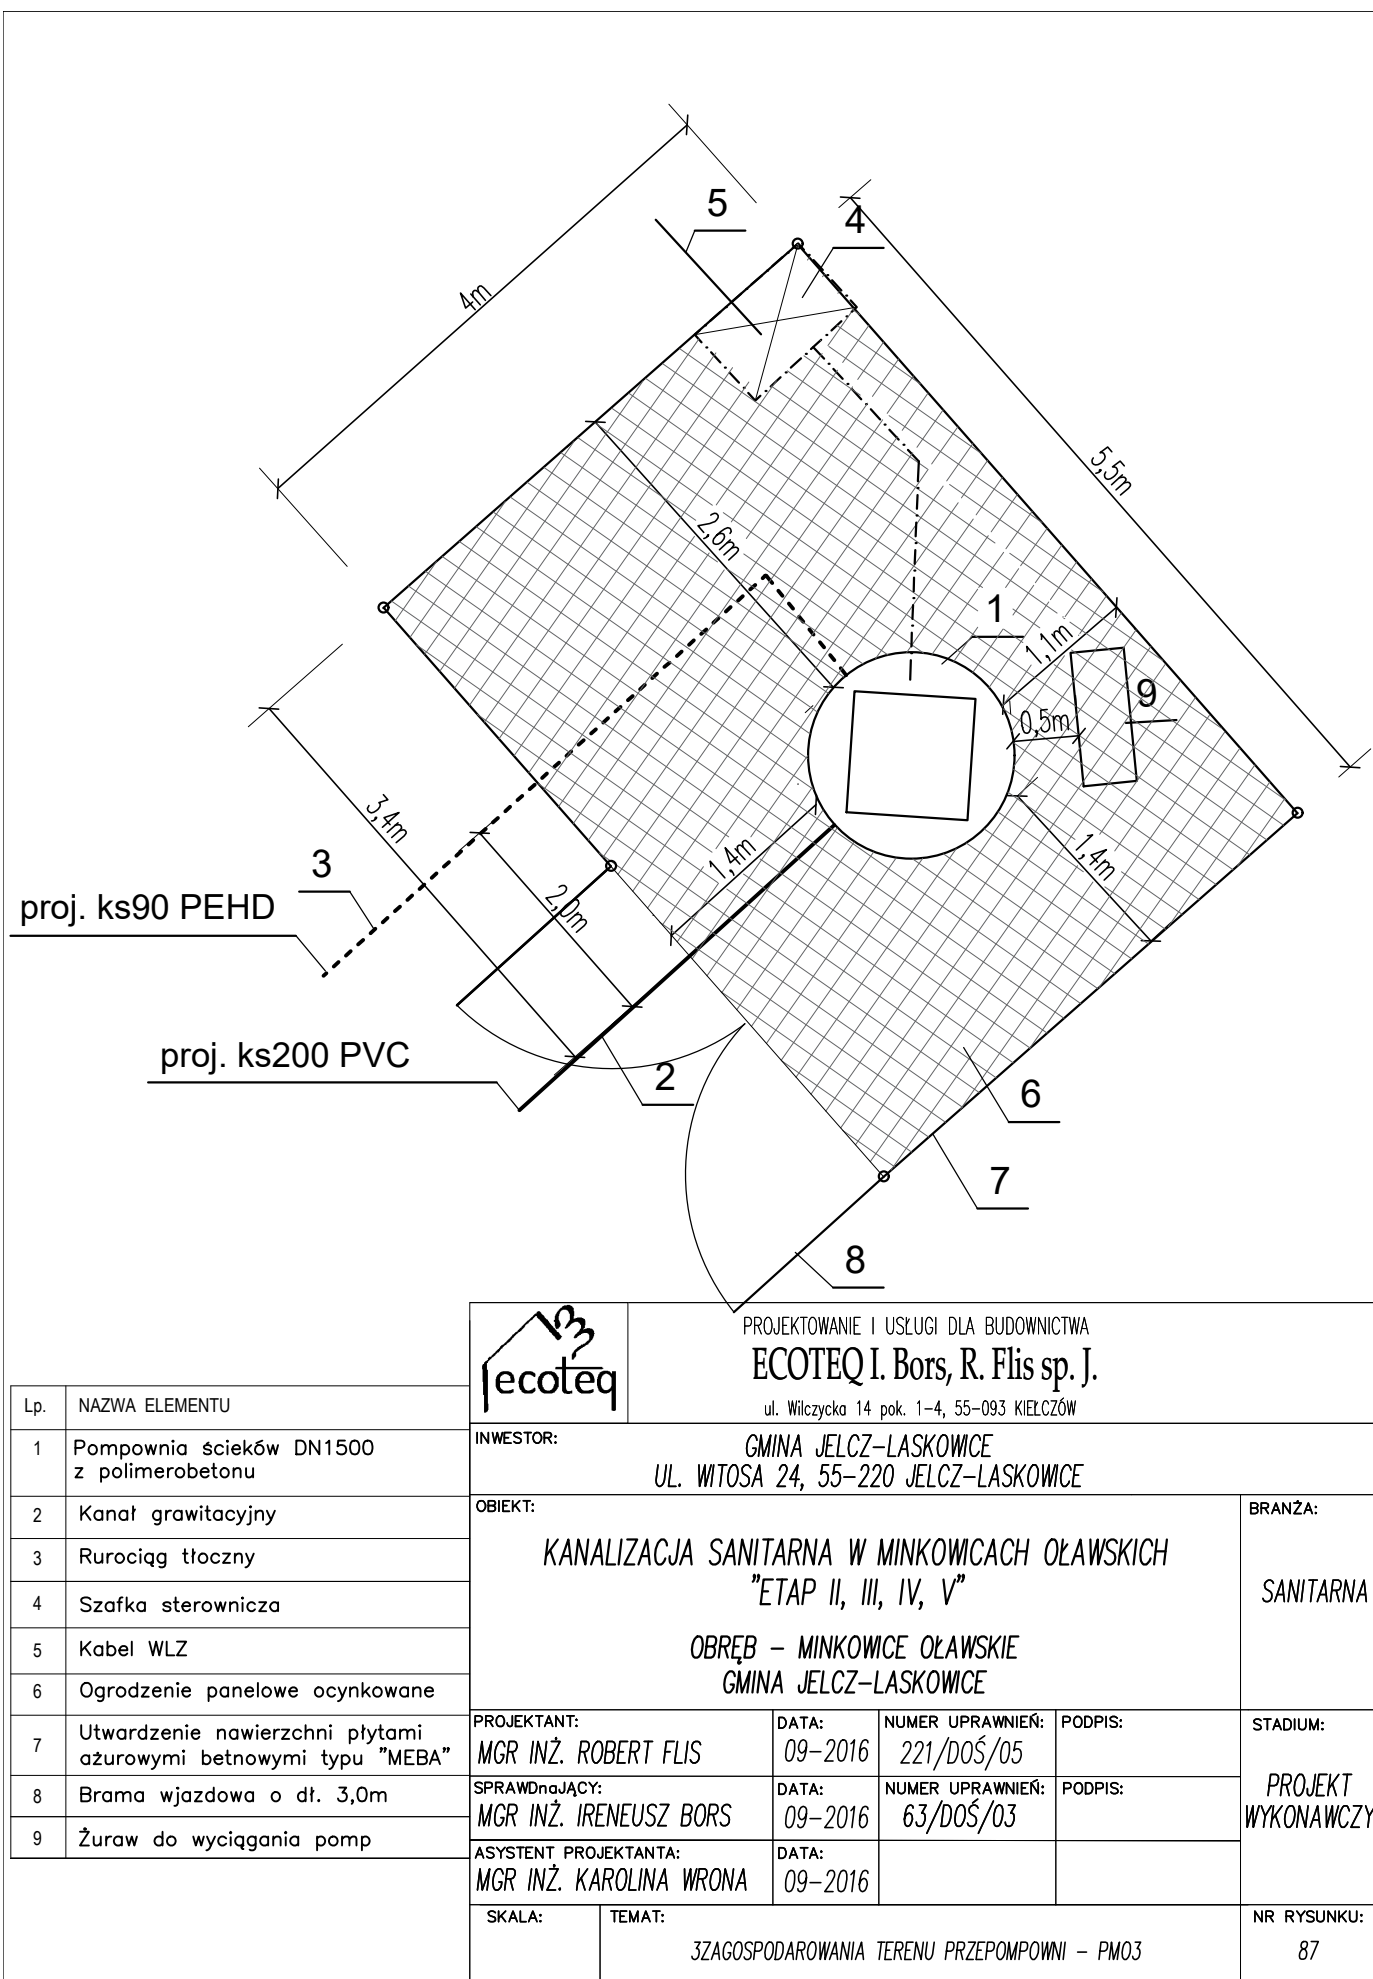 5
4
4m
5,5m
2,6m
1
1,1m
9
0,5m
3,4m
3
1,4m
1,4m
proj. ks90 PEHD
2,0m
proj. ks200 PVC
2
6
7
8
ecoteq
PROJEKTOWANIE I USŁUGI DLA BUDOWNICTWA
ECOTEQ I. Bors, R. Flis sp. J.
ul. Wilczycka 14 pok. 1-4, 55-093 KIEŁCZÓW
Lp. NAZWA ELEMENTU
1 Pompownia ścieków DN1500
z polimerobetonu
2 Kanał grawitacyjny
3 Rurociąg tłoczny
4 Szafka sterownicza
5 Kabel WLZ
6 Ogrodzenie panelowe ocynkowane
7 Utwardzenie nawierzchni płytami
ażurowymi betnowymi typu "MEBA"
8 Brama wjazdowa o dł. 3,0m
9 Żuraw do wyciągania pomp
INWESTOR:
GMINA JELCZ-LASKOWICE
UL. WITOSA 24, 55-220 JELCZ-LASKOWICE
OBIEKT:
KANALIZACJA SANITARNA W MINKOWICACH OŁAWSKICH
"ETAP II, III, IV, V"
OBRĘB - MINKOWICE OŁAWSKIE
GMINA JELCZ-LASKOWICE
BRANŻA:
SANITARNA
PROJEKTANT: DATA: NUMER UPRAWNIEŃ: PODPIS:
MGR INŻ. ROBERT FLIS 09-2016 221/DOŚ/05
SPRAWDnaJĄCY: DATA: NUMER UPRAWNIEŃ: PODPIS:
MGR INŻ. IRENEUSZ BORS 09-2016 63/DOŚ/03
ASYSTENT PROJEKTANTA: DATA:
MGR INŻ. KAROLINA WRONA 09-2016
STADIUM:
PROJEKT
WYKONAWCZY
SKALA: TEMAT:
3ZAGOSPODAROWANIA TERENU PRZEPOMPOWNI - PM03
NR RYSUNKU:
87